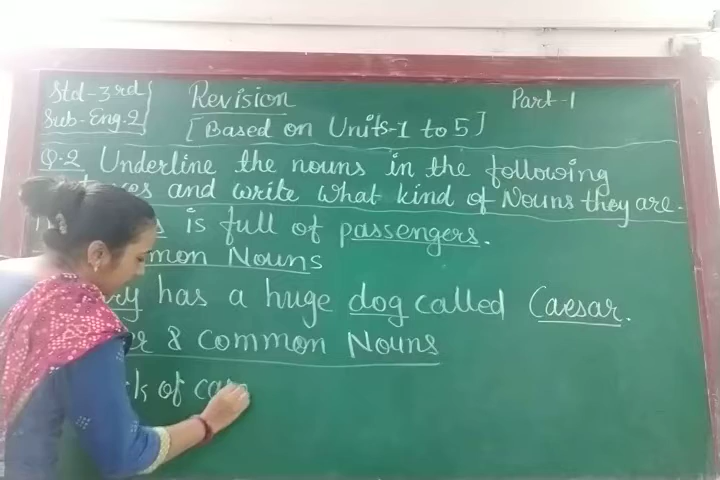 Std-3rd Revision Part-1
Sub-Eng.2 [Based on Units-1 to 5]
Q.2 Underline the nouns in the following
and write what kind of Nouns they are.
is full of passengers.
Nouns
has a huge dog called Caesar.
& common Nouns
of